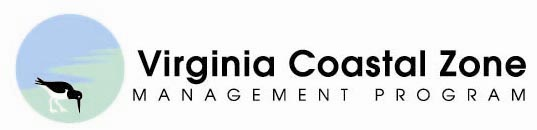 Virginia Coastal Zone
MANAGEMENT PROGRAM